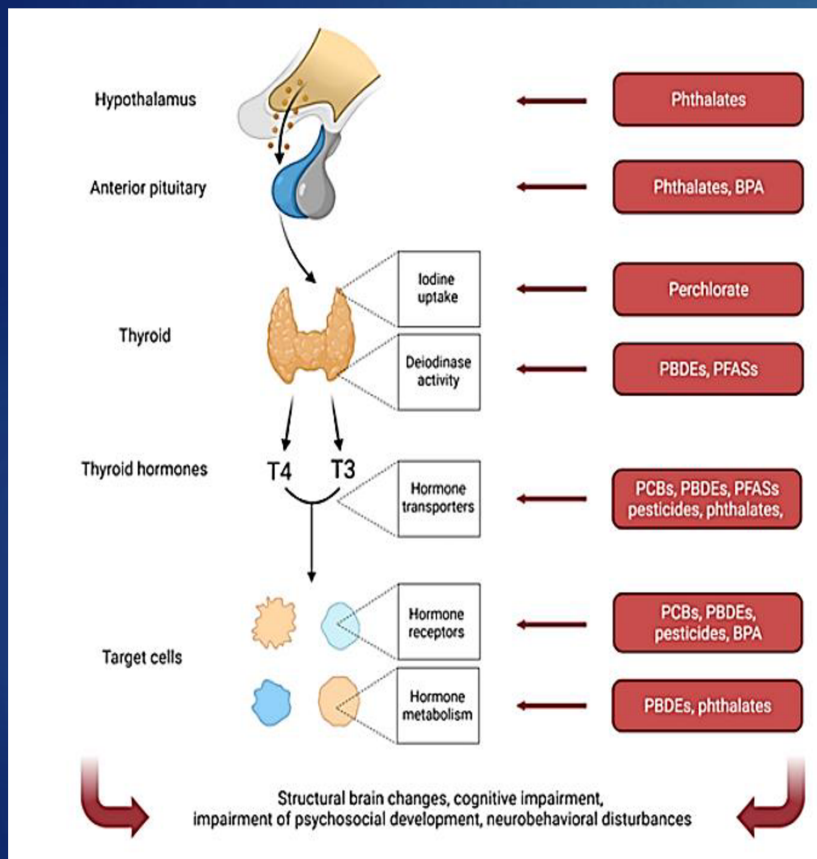 Hypothalamus
Phthalates
Anterior pituitary
Phthalates, BPA
Iodine
uptake
Perchlorate
Thyroid
Deiodinase
activity
PBDEs, PFASs
Thyroid hormones
T4 T3
Hormone
transporters
PCBs, PBDEs, PFASs
pesticides, phthalates,
Hormone
receptors
PCBs, PBDEs,
pesticides, BPA
Target cells
Hormone
metabolism
PBDEs, phthalates
Structural brain changes, cognitive impairment,
impairment of psychosocial development, neurobehavioral disturbances